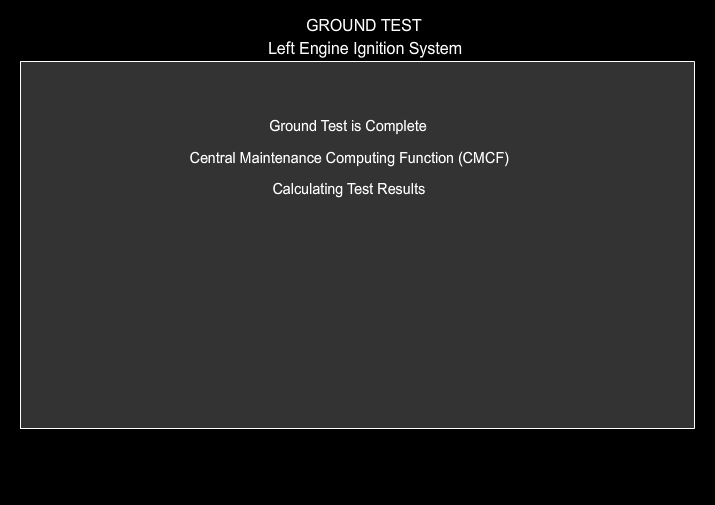 GROUND TEST
Left Engine Ignition System
Ground Test is Complete
Central Maintenance Computing Function (CMCF)
Calculating Test Results